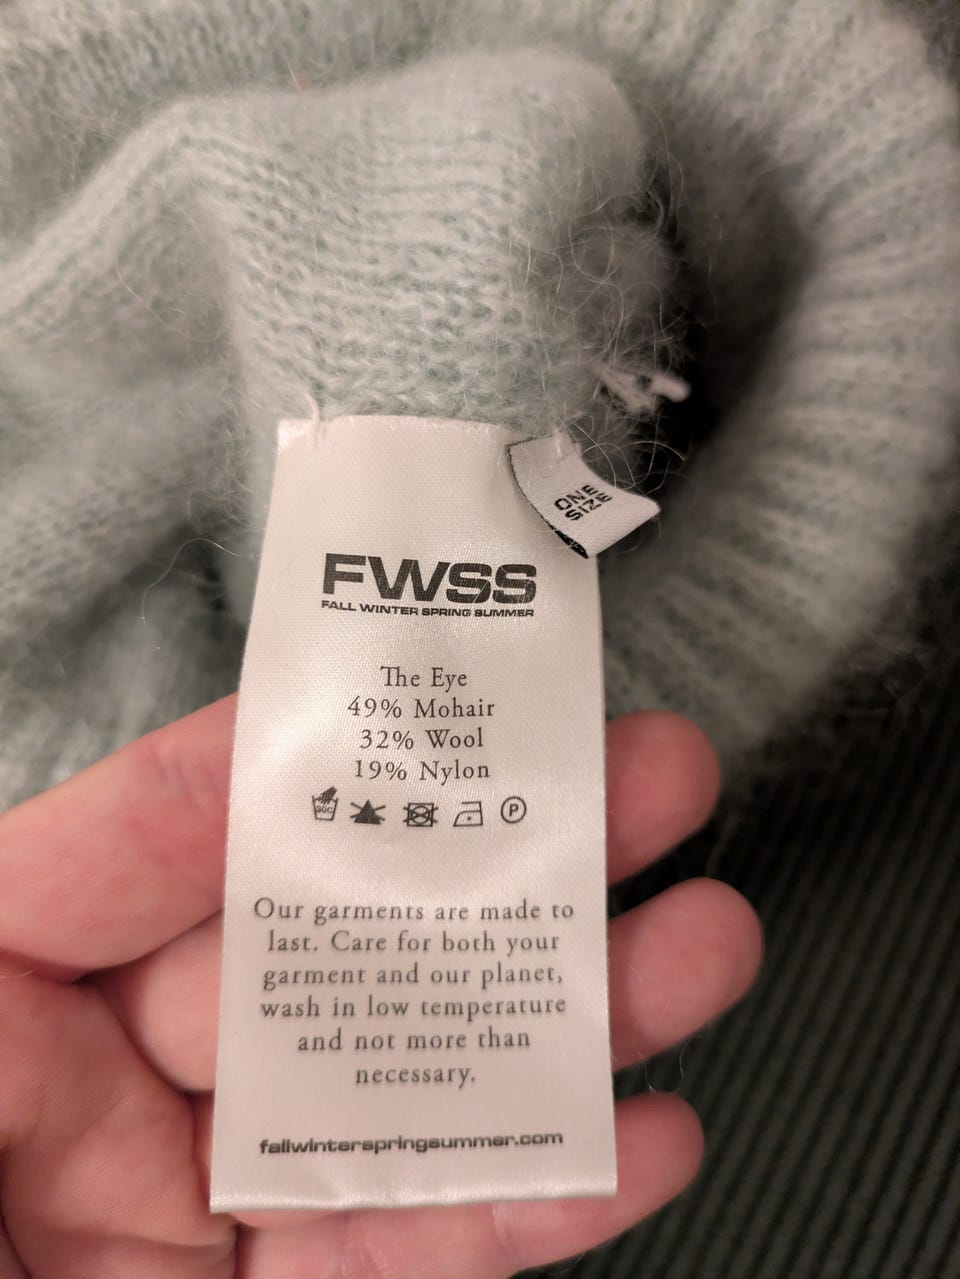 ONE
SIZE
FWSS
FALL WINTER SPRING SUMMER
The Eye
49% Mohair
32% Wool
19% Nylon
30C
P
Our garments are made to
last. Care for both your
garment and our planet,
wash in low temperature
and not more than
necessary.
fallwinterspringsummer.com